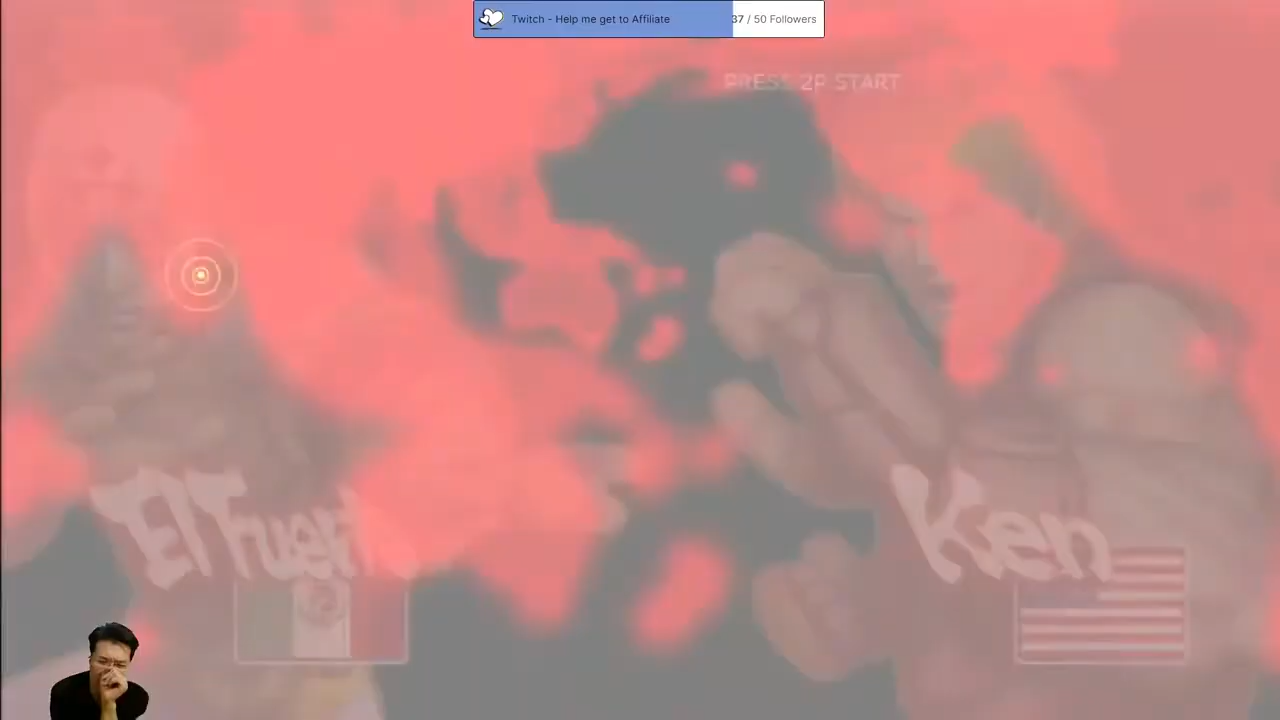 Twitch - Help me get to Affiliate
37 / 50 Followers
PRESS 2P START
Ken